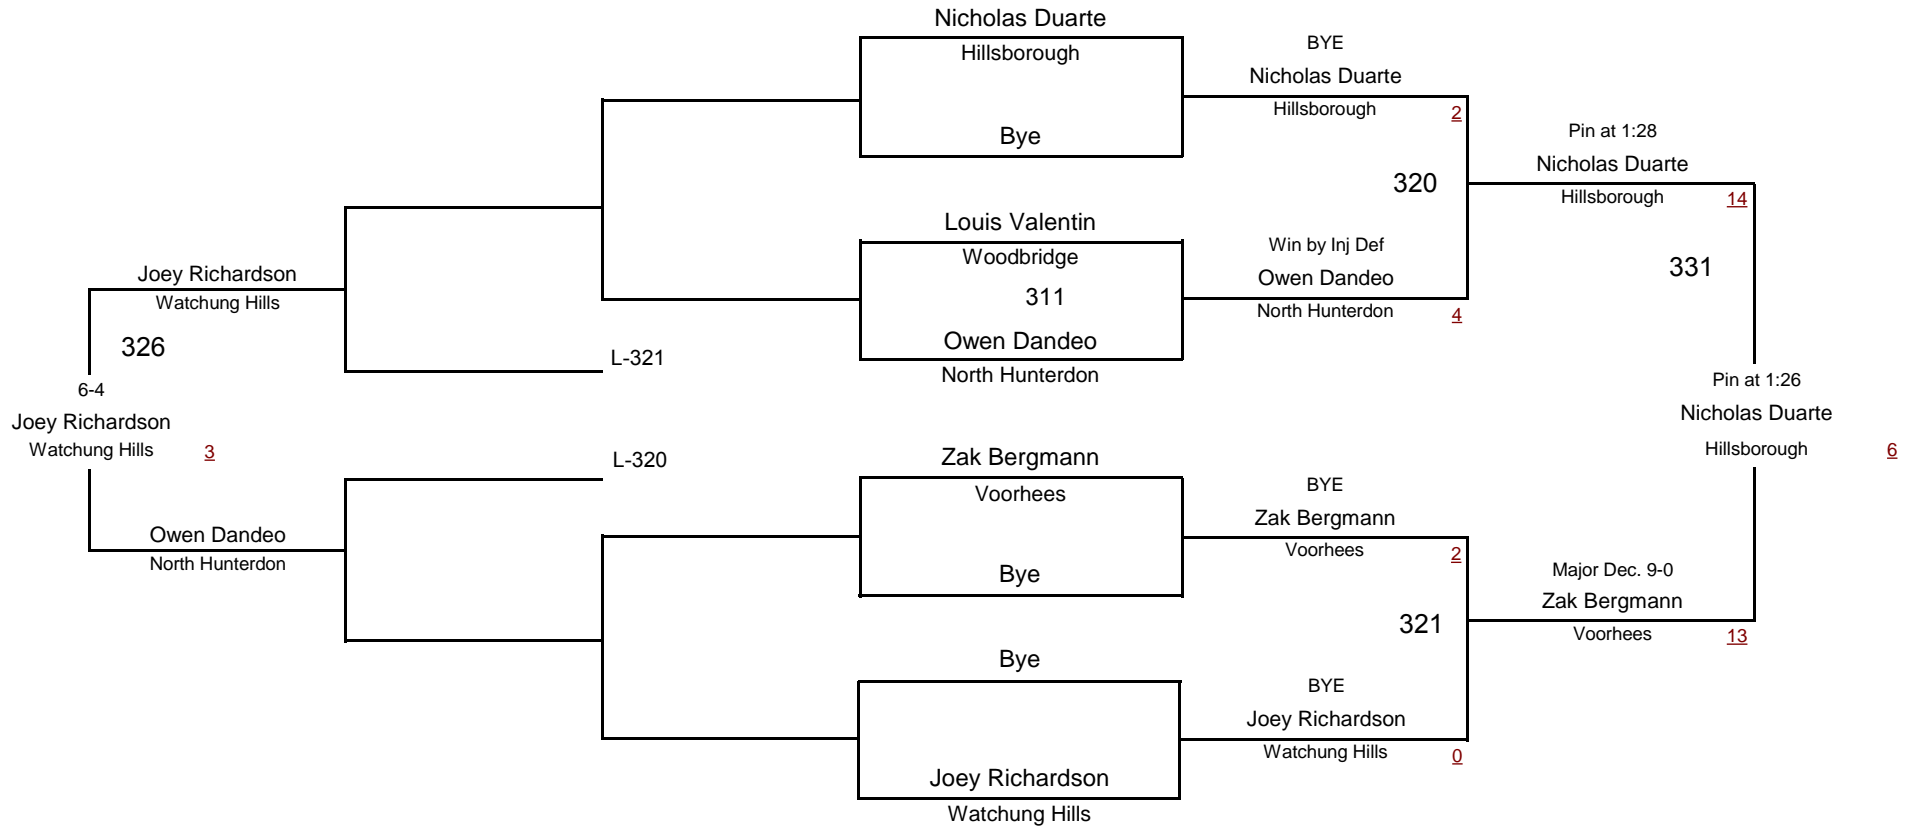 Nicholas Duarte
Hillsborough
Bye
BYE
Nicholas Duarte
Hillsborough
2
320
Pin at 1:28
Nicholas Duarte
Hillsborough
14
Louis Valentin
Woodbridge
311
Owen Dandeo
North Hunterdon
Win by Inj Def
Owen Dandeo
North Hunterdon
4
331
Joey Richardson
Watchung Hills
326
L-321
6-4
Joey Richardson
Watchung Hills
3
Pin at 1:26
Nicholas Duarte
Hillsborough
6
L-320
Owen Dandeo
North Hunterdon
Zak Bergmann
Voorhees
Bye
BYE
Zak Bergmann
Voorhees
2
321
Major Dec. 9-0
Zak Bergmann
Voorhees
13
Bye
Joey Richardson
Watchung Hills
BYE
Joey Richardson
Watchung Hills
0